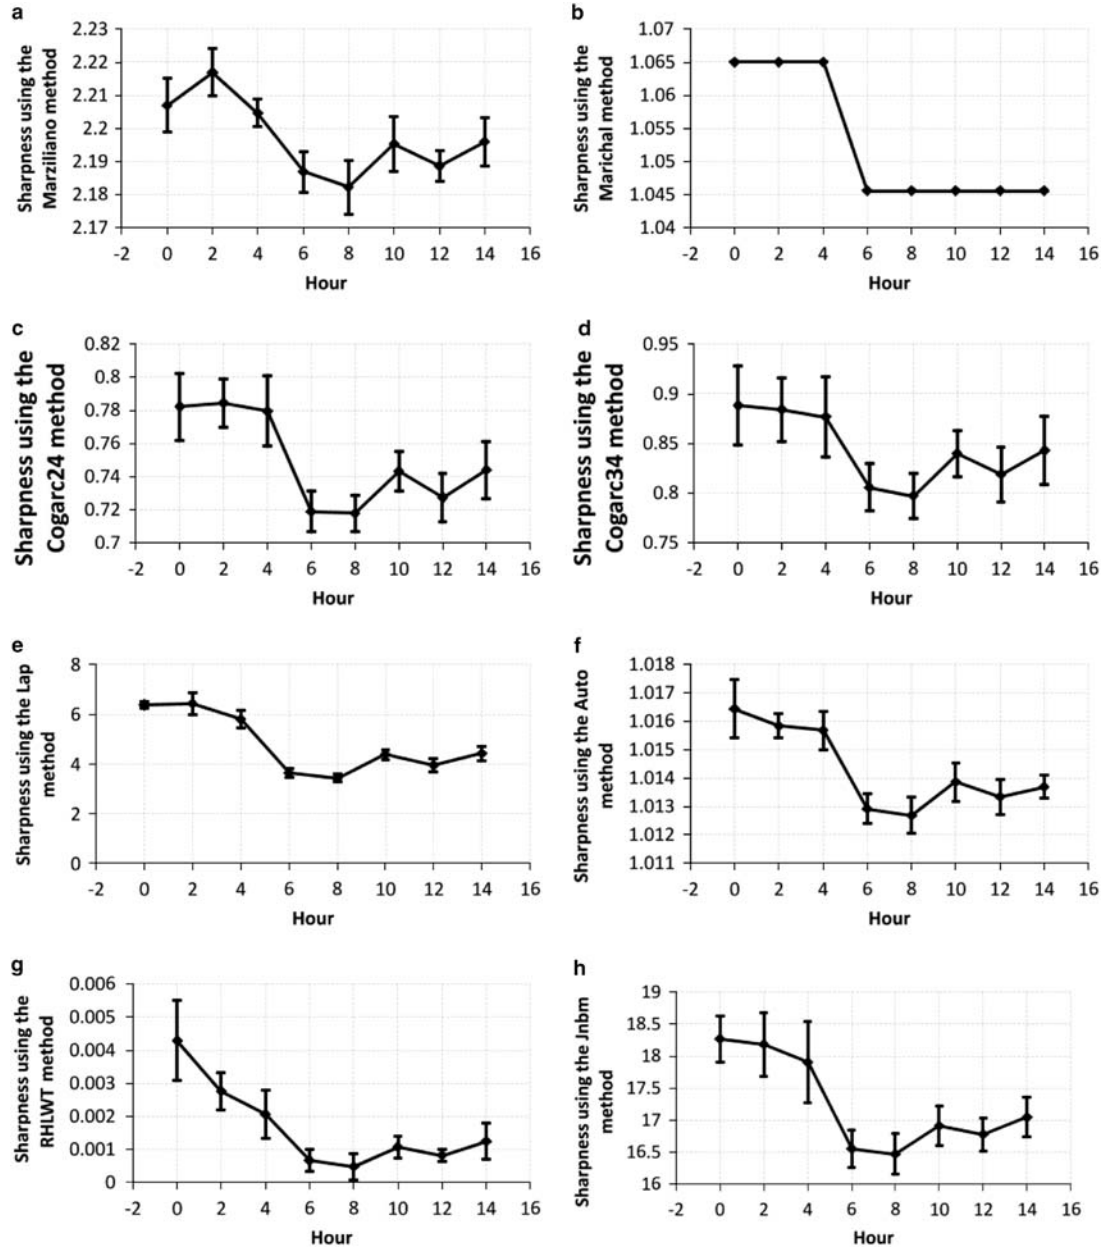 a
Sharpness using the
Marziliano method
2.23
2.22
2.21
2.2
2.19
2.18
2.17
-2 0 2 4 6 8 10 12 14 16
Hour
b
Sharpness using the
Marichal method
1.07
1.065
1.06
1.055
1.05
1.045
1.04
-2 0 2 4 6 8 10 12 14 16
Hour
c
Sharpness using the
Cogarc24 method
0.82
0.8
0.78
0.76
0.74
0.72
0.7
-2 0 2 4 6 8 10 12 14 16
Hour
d
Sharpness using the
Cogarc34 method
0.95
0.9
0.85
0.8
0.75
-2 0 2 4 6 8 10 12 14 16
Hour
e
Sharpness using the Lap
method
8
6
4
2
0
-2 0 2 4 6 8 10 12 14 16
Hour
f
Sharpness using the Auto
method
1.018
1.017
1.016
1.015
1.014
1.013
1.012
1.011
-2 0 2 4 6 8 10 12 14 16
Hour
g
Sharpness using the
RHLWT method
0.006
0.005
0.004
0.003
0.002
0.001
0
-2 0 2 4 6 8 10 12 14 16
Hour
h
Sharpness using the Jnbm
method
19
18.5
18
17.5
17
16.5
16
-2 0 2 4 6 8 10 12 14 16
Hour